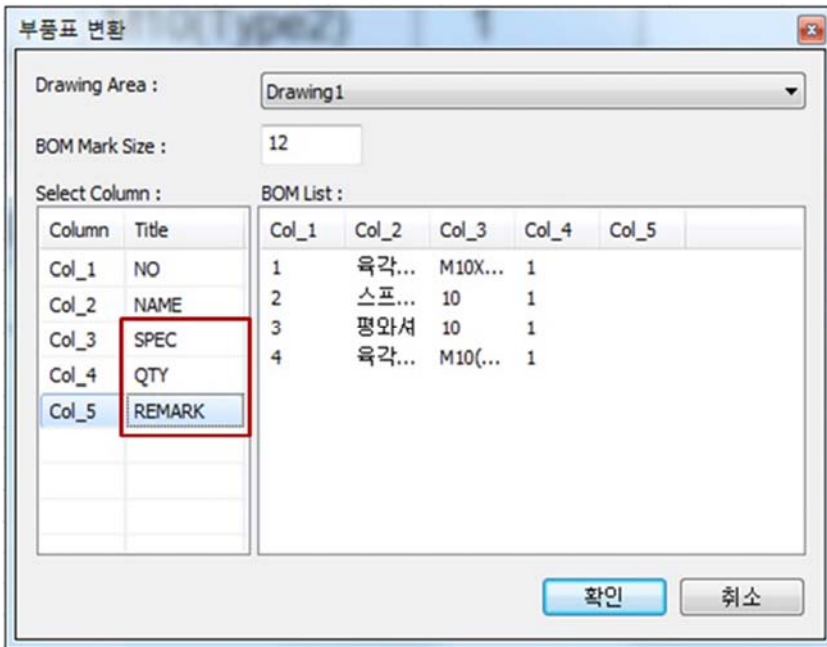 부품표 변환
Drawing Area :
Drawing1
BOM Mark Size :
12
Select Column :
BOM List :
Column Title
Col_1 Col_2 Col_3 Col_4 Col_5
Col_1 NO
Col_2 NAME
Col_3 SPEC
Col_4 QTY
Col_5 REMARK
1 육각... M10X... 1
2 스프... 10 1
3 평와셔 10 1
4 육각... M10(... 1
확인
취소